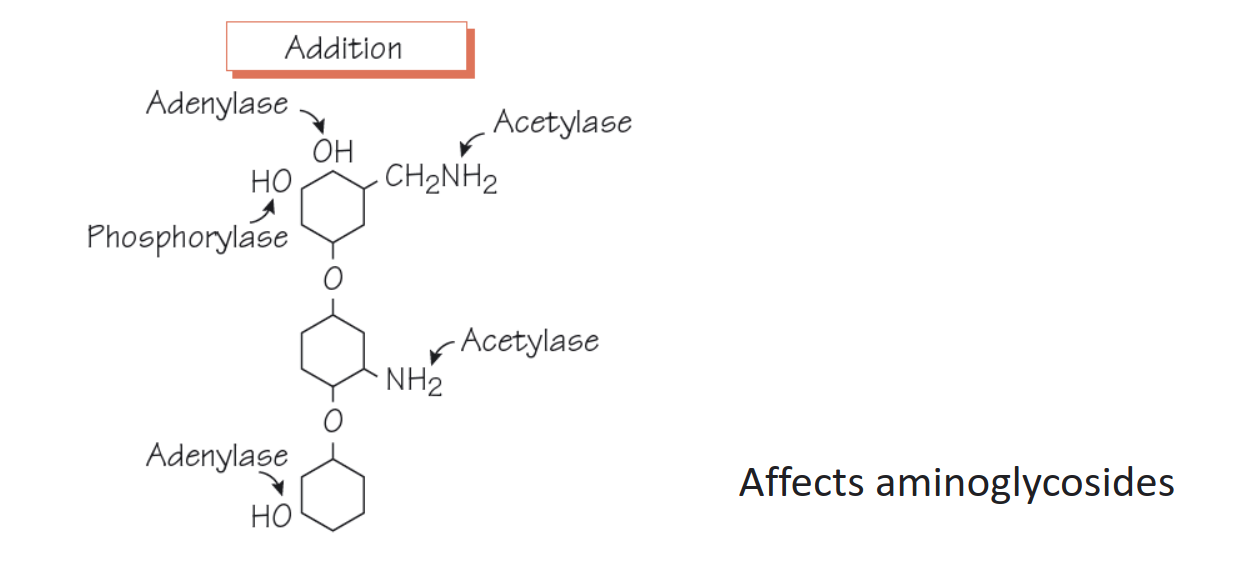 Addition
Adenylase
Acetylase
OH
HO
CH2NH2
Phosphorylase
O
Acetylase
NH2
O
Adenylase
HO
Affects aminoglycosides